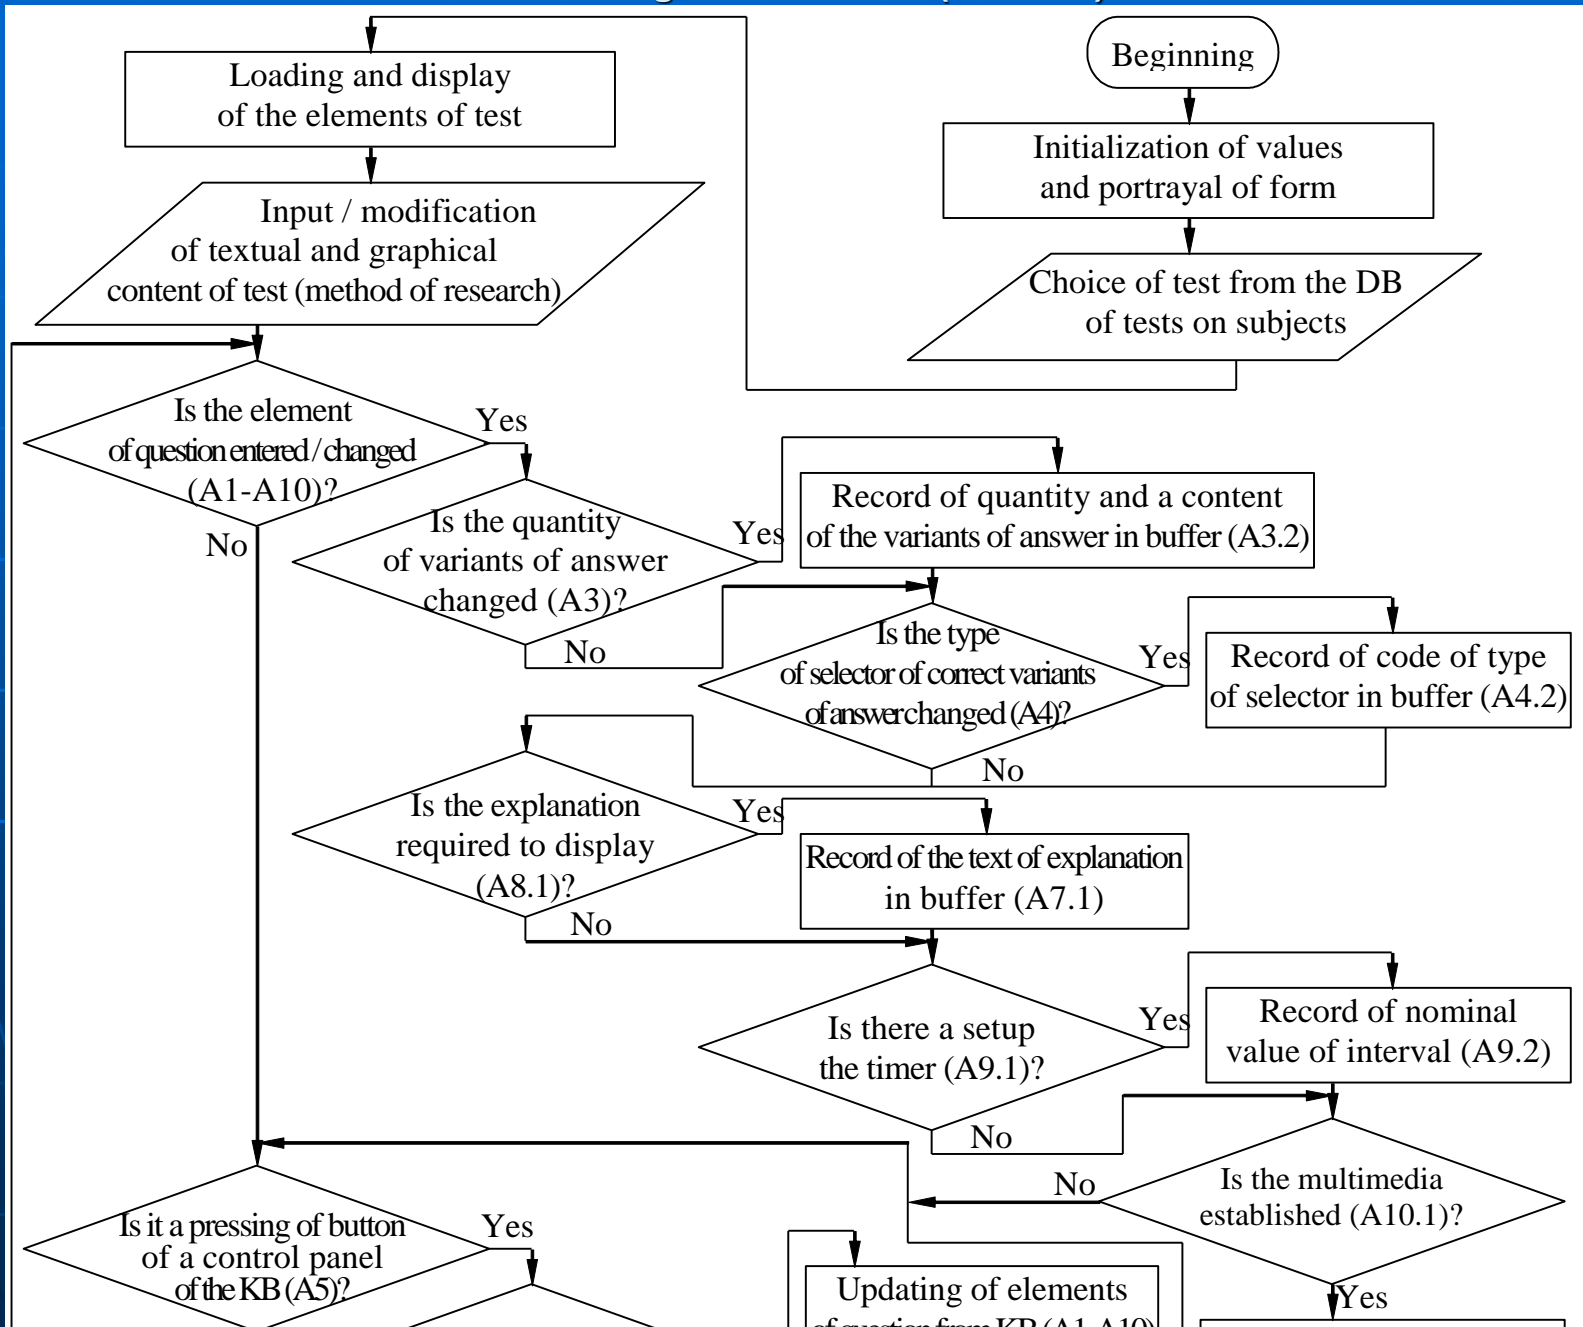 Beginning
Initialization of values
and portrayal of form
Choice of test from the DB
of tests on subjects
Loading and display
of the elements of test
Input / modification
of textual and graphical
content of test (method of research)
Is the element
of question entered / changed
(A1-A10)?
Yes
No
Is the quantity
of variants of answer
changed (A3)?
Yes
No
Record of quantity and a content
of the variants of answer in buffer (A3.2)
Is the type
of selector of correct variants
of answer changed (A4)?
Yes
No
Record of code of type
of selector in buffer (A4.2)
Is the explanation
required to display
(A8.1)?
Yes
No
Record of the text of explanation
in buffer (A7.1)
Is there a setup
the timer (A9.1)?
Yes
No
Record of nominal
value of interval (A9.2)
Is the multimedia
established (A10.1)?
No
Yes
Is it a pressing of button
of a control panel
of the KB (A5)?
Yes
Updating of elements
of question from KB (A1-A10)